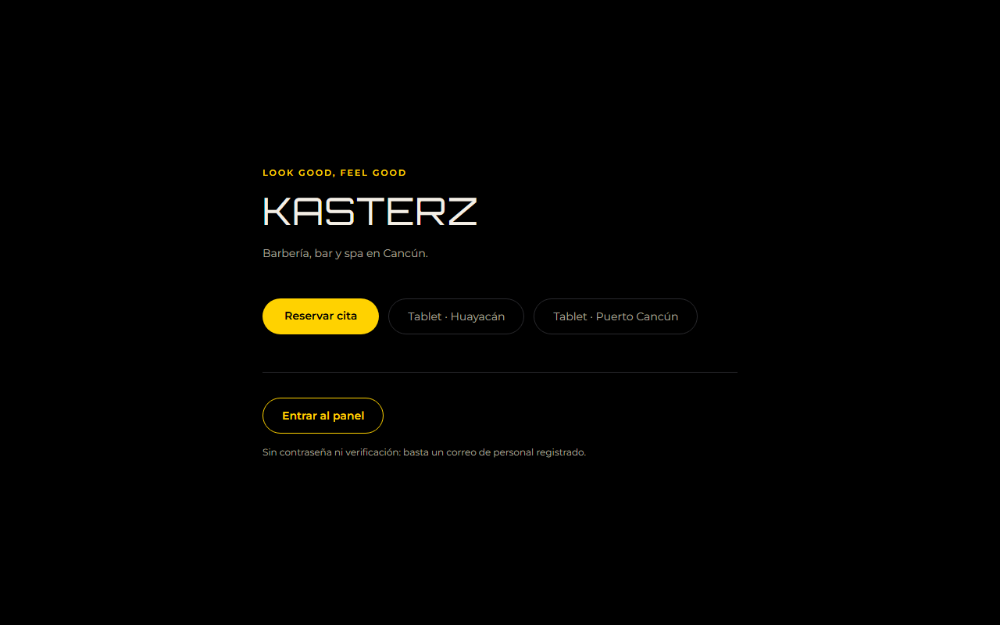 LOOK GOOD, FEEL GOOD
KASTERZ
Barbería, bar y spa en Cancún.
Reservar cita
Tablet · Huayacán
Tablet · Puerto Cancún
Entrar al panel
Sin contraseña ni verificación: basta un correo de personal registrado.